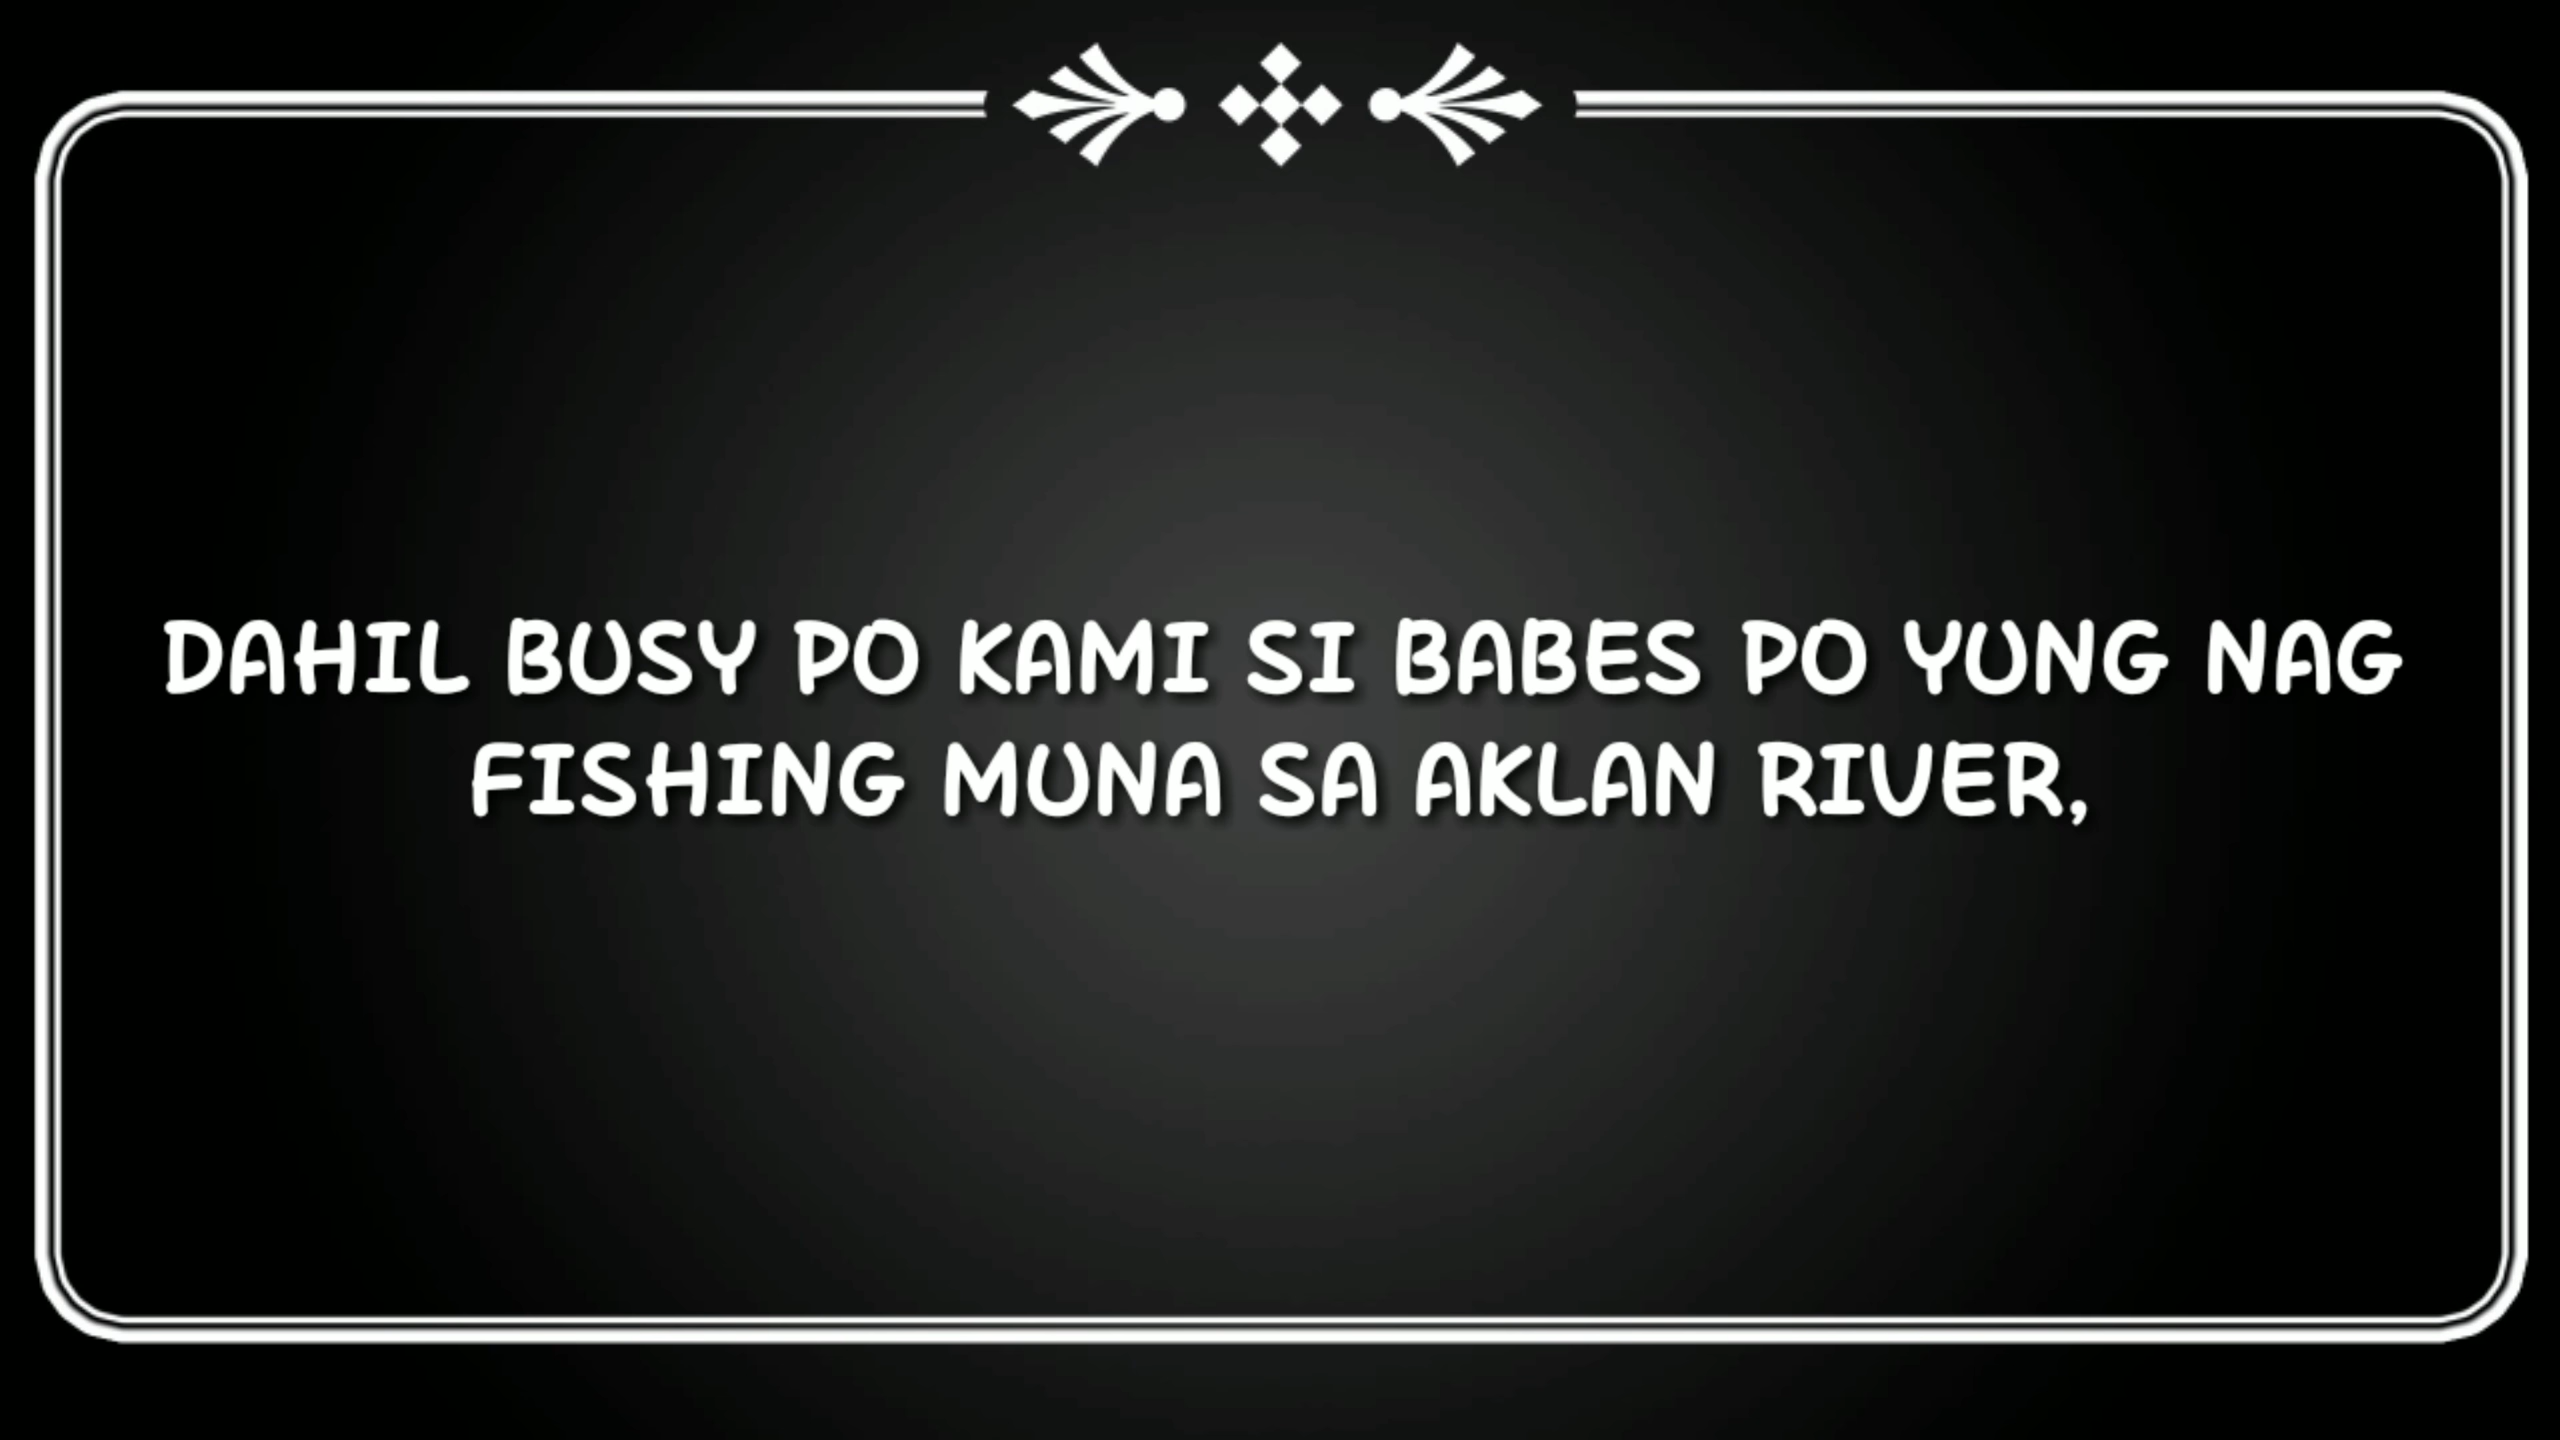 DAHIL BUSY PO KAMI SI BABES PO YUNG NAG
FISHING MUNA SA AKLAN RIVER,